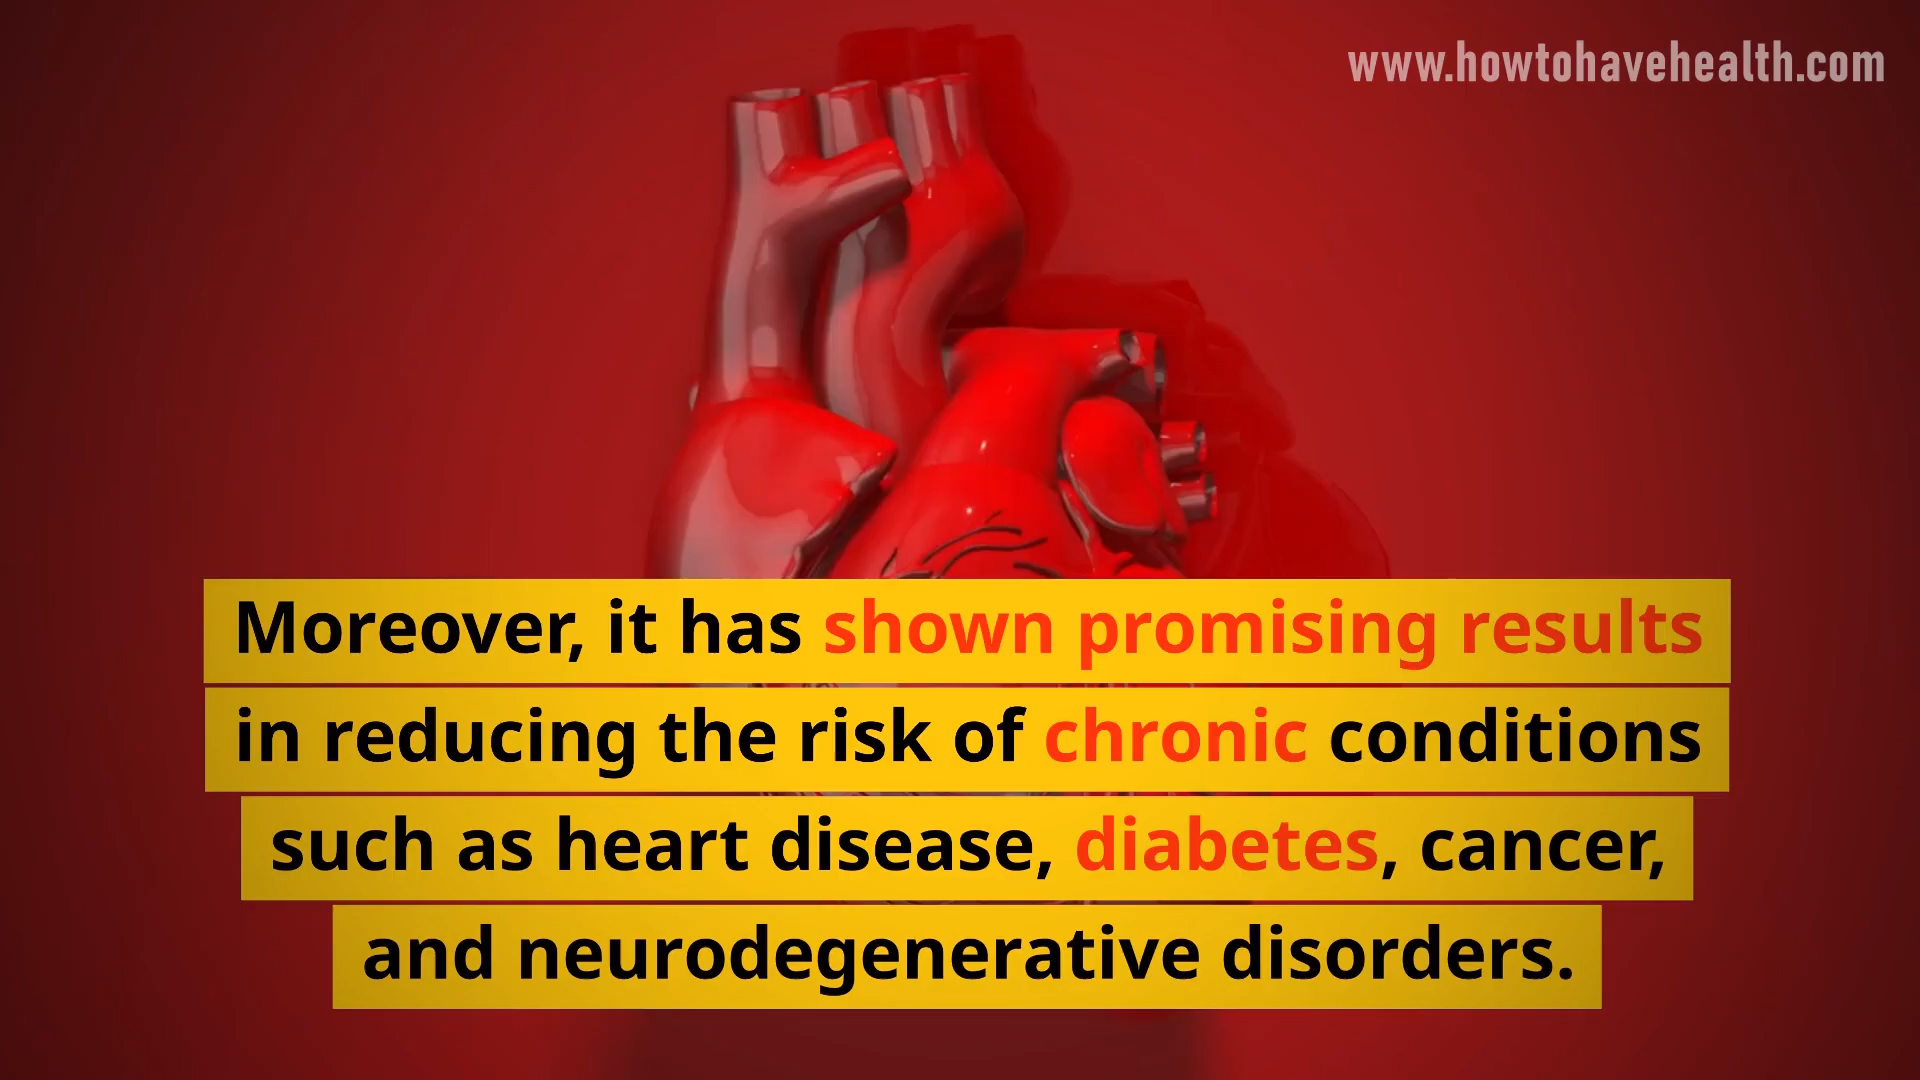 www.howtohavehealth.com
Moreover, it has shown promising results
in reducing the risk of chronic conditions
such as heart disease, diabetes, cancer,
and neurodegenerative disorders.